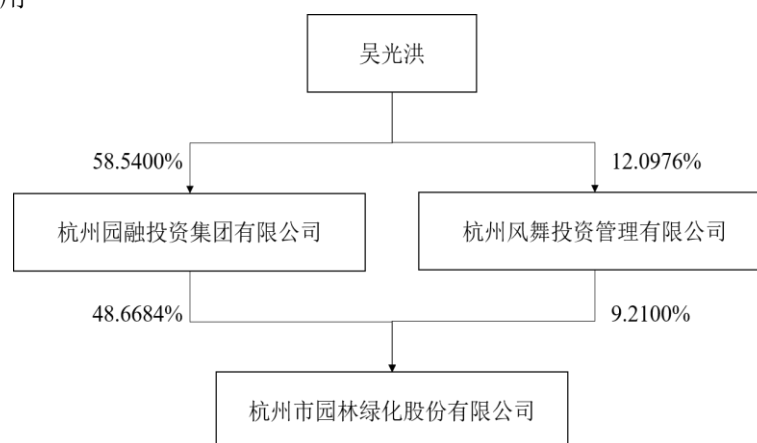 吴光洪
58.5400%
12.0976%
杭州园融投资集团有限公司
杭州风舞投资管理有限公司
48.6684%
9.2100%
杭州市园林绿化股份有限公司